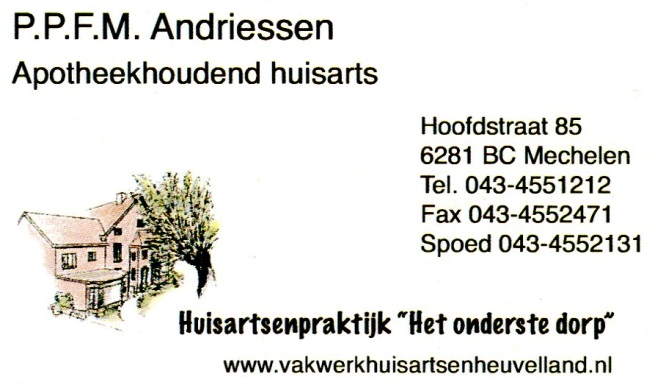 P.P.F.M. Andriessen
Apotheekhoudend huisarts
Hoofdstraat 85
6281 BC Mechelen
Tel. 043-4551212
Fax 043-4552471
Spoed 043-4552131
Huisartsenpraktijk "Het onderste dorp"
www.vakwerkhuisartsenheuvelland.nl